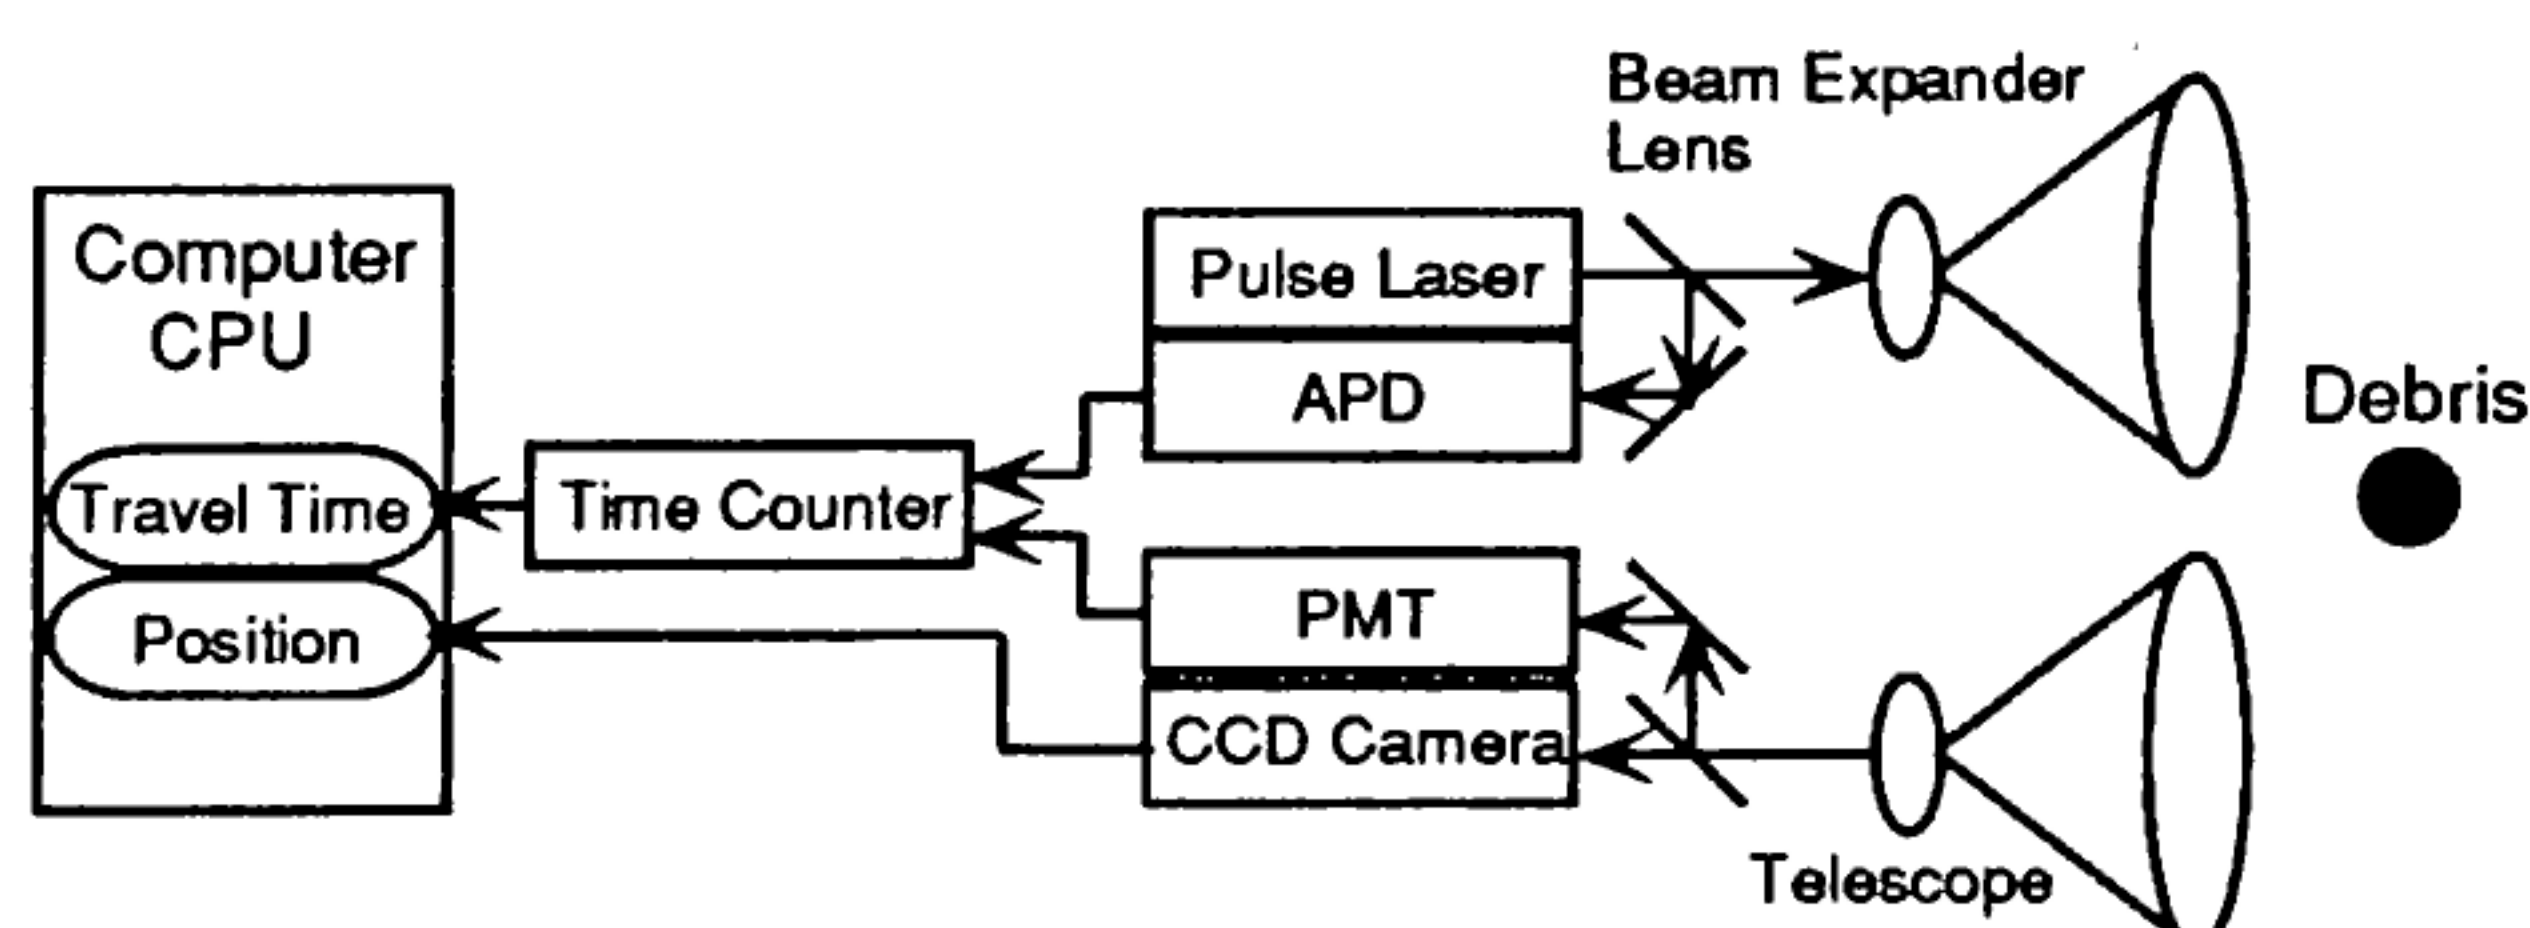 Beam Expander
Lens
Computer
CPU
Pulse Laser
APD
Debris
Travel Time
Time Counter
PMT
Position
CCD Camera
Telescope